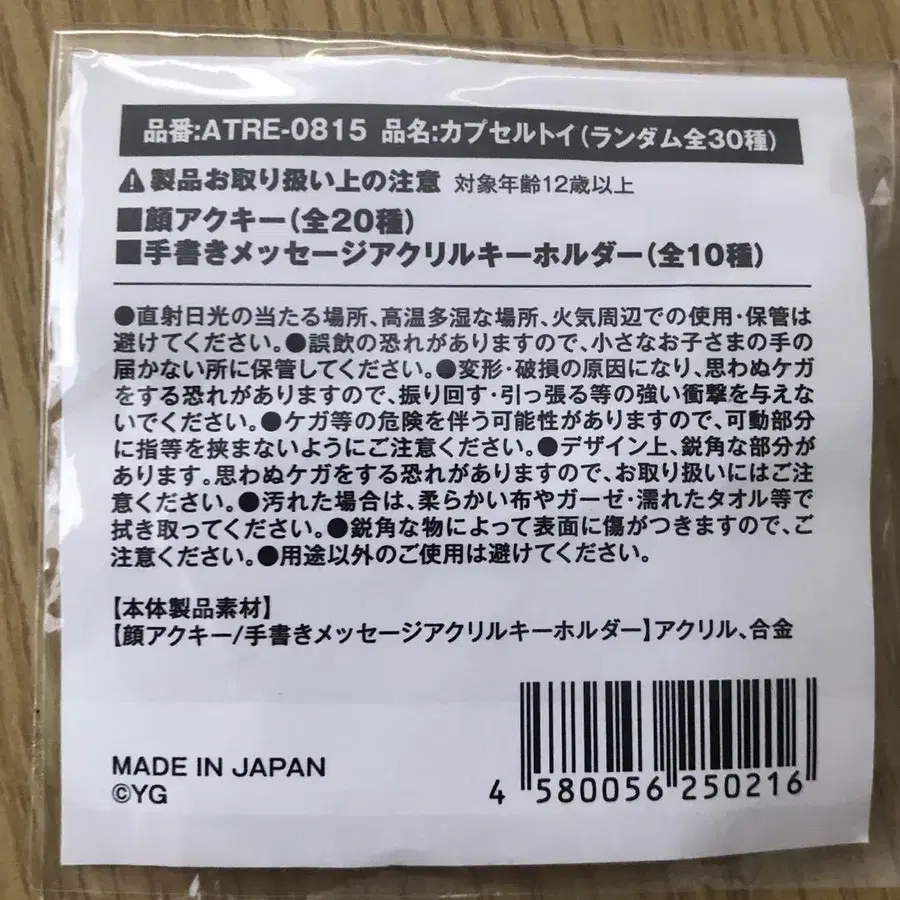 品番:ATRE-0815 品名:カプセルトイ(ランダム全30種)
⚠製品お取り扱い上の注意 対象年齢12歳以上
■顔アクキー(全20種)
■手書きメッセージアクリルキーホルダー(全10種)
●直射日光の当たる場所、高温多湿な場所、火気周辺での使用・保管は
避けてください。●誤飲の恐れがありますので、小さなお子さまの手の
届かない所に保管してください。●変形・破損の原因になり、思わぬケガ
をする恐れがありますので、振り回す・引っ張る等の強い衝撃を与えな
いでください。●ケガ等の危険を伴う可能性がありますので、可動部分
に指等を挟まないようにご注意ください。●デザイン上、鋭角な部分が
あります。思わぬケガをする恐れがありますので、お取り扱いにはご注
意ください。●汚れた場合は、柔らかい布やガーゼ・濡れたタオル等で
拭き取ってください。●鋭角な物によって表面に傷がつきますので、ご
注意ください。●用途以外のご使用は避けてください。
【本体製品素材】
【顔アクキー/手書きメッセージアクリルキーホルダー】アクリル、合金
MADE IN JAPAN
©YG
4 580056 250216